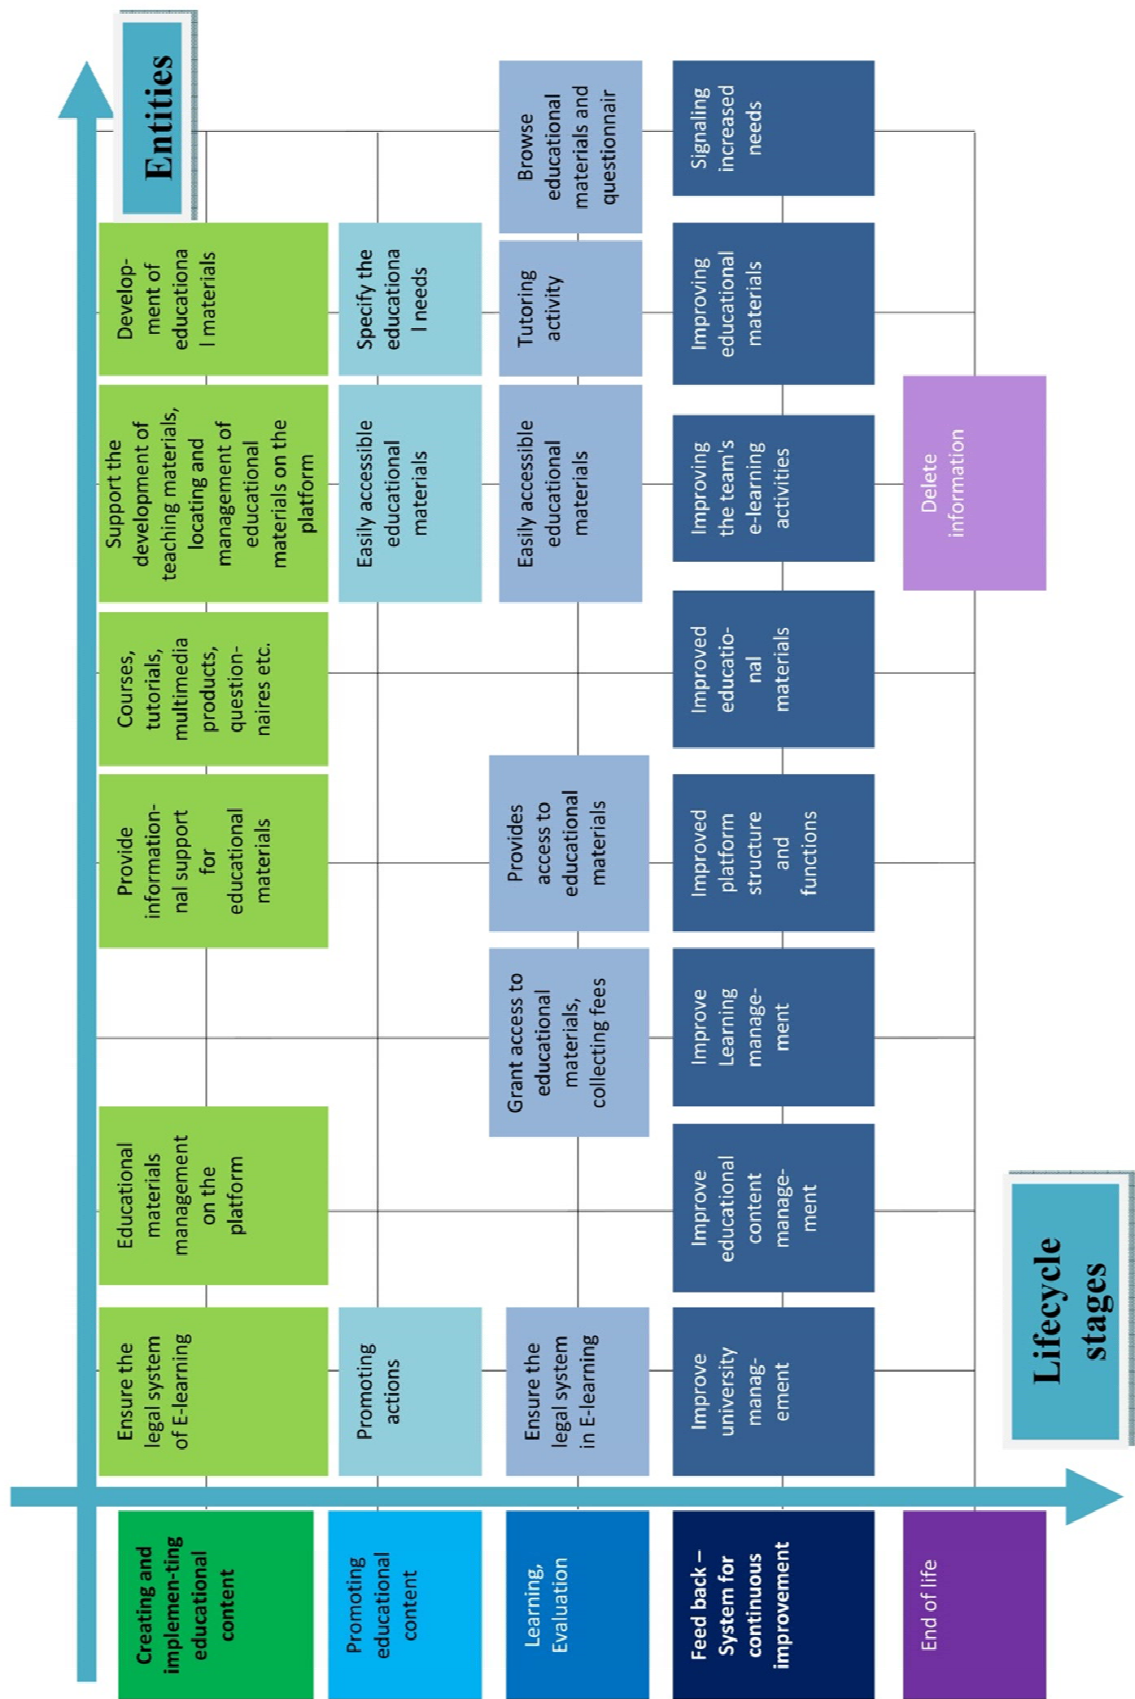 Entities
Creating and
implemen-ting
educational
content
Ensure the
legal system
of E-learning
Educational
materials
management
on the
platform
Provide
information-
nal support
for
educational
materials
Courses,
tutorials,
multimedia
products,
question-
naires etc.
Support the
development of
teaching materials,
locating and
management of
educational
materials on the
platform
Develop-
ment of
educationa
l materials
Promoting
educational
content
Promoting
actions
Easily accessible
educational
materials
Specify the
educationa
l needs
Learning,
Evaluation
Ensure the
legal system
in E-learning
Grant access to
educational
materials,
collecting fees
Provides
access to
educational
materials
Easily accessible
educational
materials
Tutoring
activity
Browse
educational
materials and
questionnair
Feed back –
System for
continuous
improvement
Improve
university
manag-
ement
Improve
educational
content
manage-
ment
Improve
Learning
manage-
ment
Improved
platform
structure
and
functions
Improved
educatio-
nal
materials
Improving
the team's
e-learning
activities
Improving
educational
materials
Signaling
increased
needs
End of life
Delete
information
Lifecycle
stages